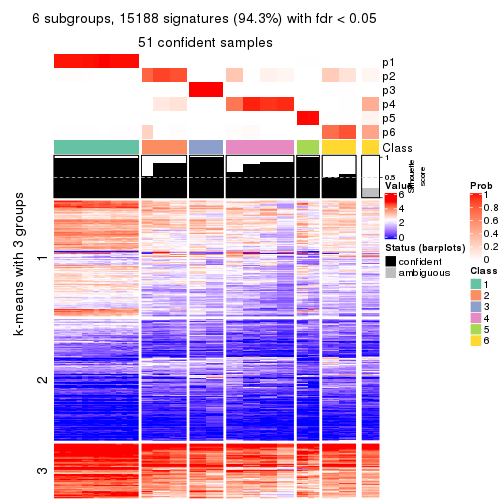 6 subgroups, 15188 signatures (94.3%) with fdr < 0.05
51 confident samples
p1
p2
p3
p4
p5
p6
Class
1
0.5
0
Silhouette
score
k-means with 3 groups
1
2
3
Value
6
4
2
0
Status (barplots)
confident
ambiguous
Prob
1
0.8
0.6
0.4
0.2
0
Class
1
2
3
4
5
6